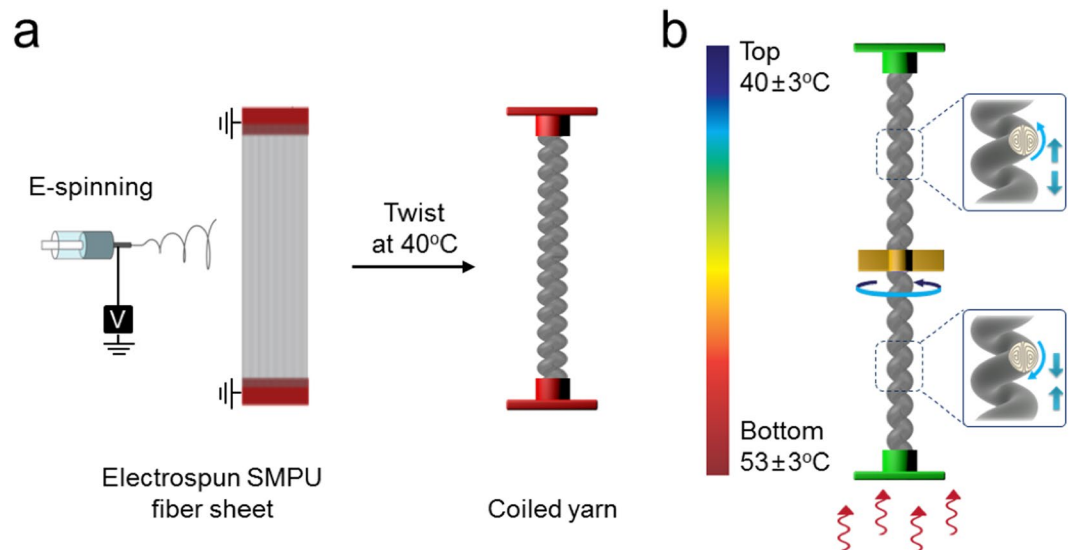 a
E-spinning
V
Twist
at 40°C
Electrospun SMPU
fiber sheet
Coiled yarn
b
Top
40±3°C
Bottom
53±3°C